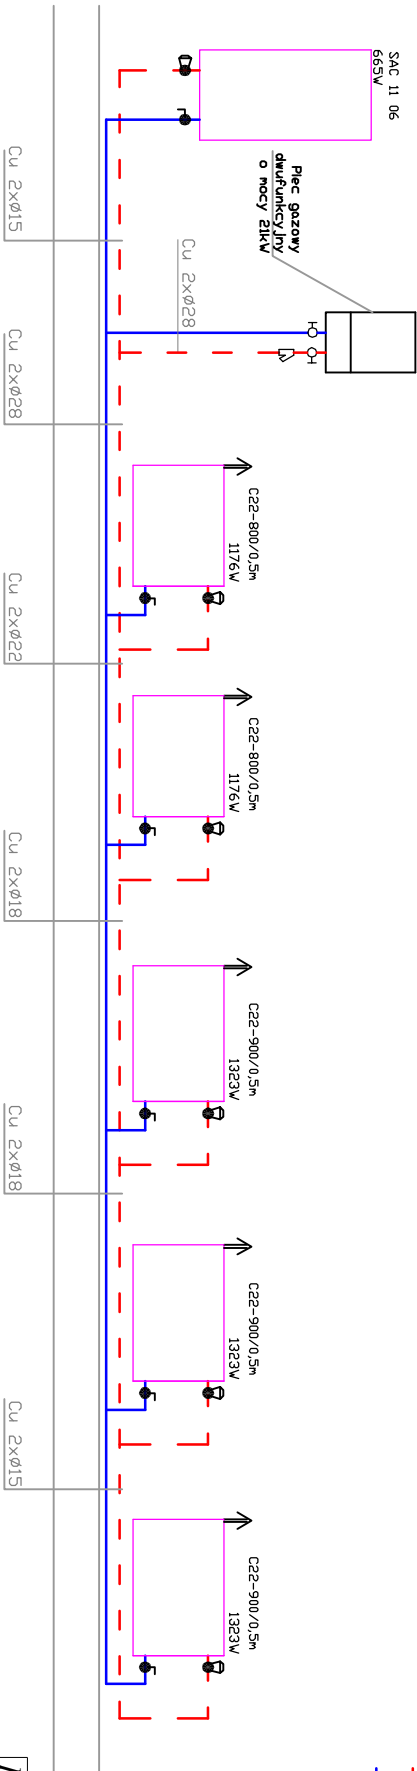 SAC 11 06
665W
Piec gazowy
dwufunkcyjny
o mocy 21kW
Cu 2xø15
Cu 2xø28
Cu 2xø28
C22-800/0,5m
1176W
Cu 2xø22
C22-800/0,5m
1176W
Cu 2xø18
C22-900/0,5m
1323W
Cu 2xø18
C22-900/0,5m
1323W
Cu 2xø15
C22-900/0,5m
1323W